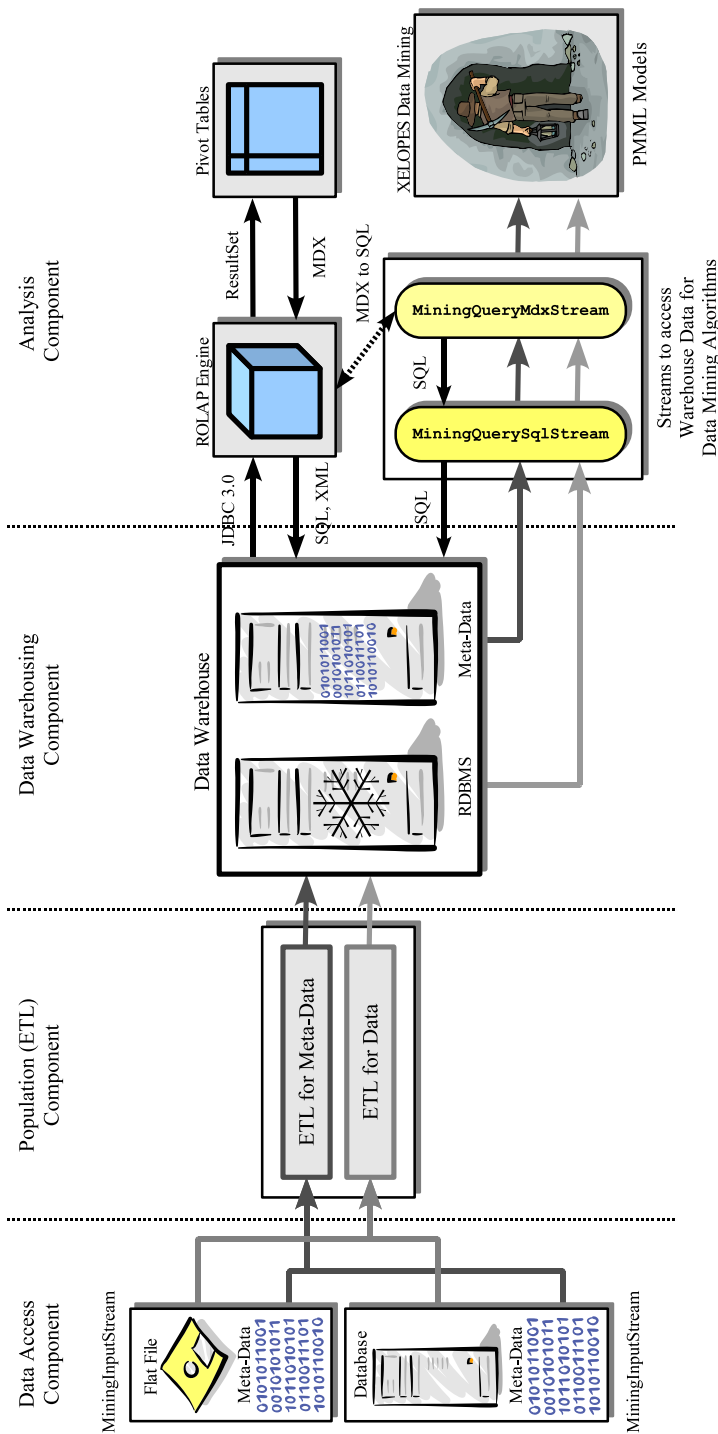 Data Access
Component
Population (ETL)
Component
Data Warehousing
Component
Analysis
Component
MiningInputStream
Flat File
Meta-Data
0101011001
0010101011
1011010101
0110011101
1010110010
Database
Meta-Data
0101011001
0010101011
1011010101
0110011101
1010110010
MiningInputStream
ETL for Meta-Data
ETL for Data
Data Warehouse
RDBMS
0101011001
0010101011
1011010101
0110011101
1010110010
Meta-Data
JDBC 3.0
SQL, XML
SQL
ROLAP Engine
ResultSet
MDX
Pivot Tables
MDX to SQL
MiningQuerySqlStream
SQL
MiningQueryMdxStream
Streams to access
Warehouse Data for
Data Mining Algorithms
XELOPES Data Mining
PMML Models